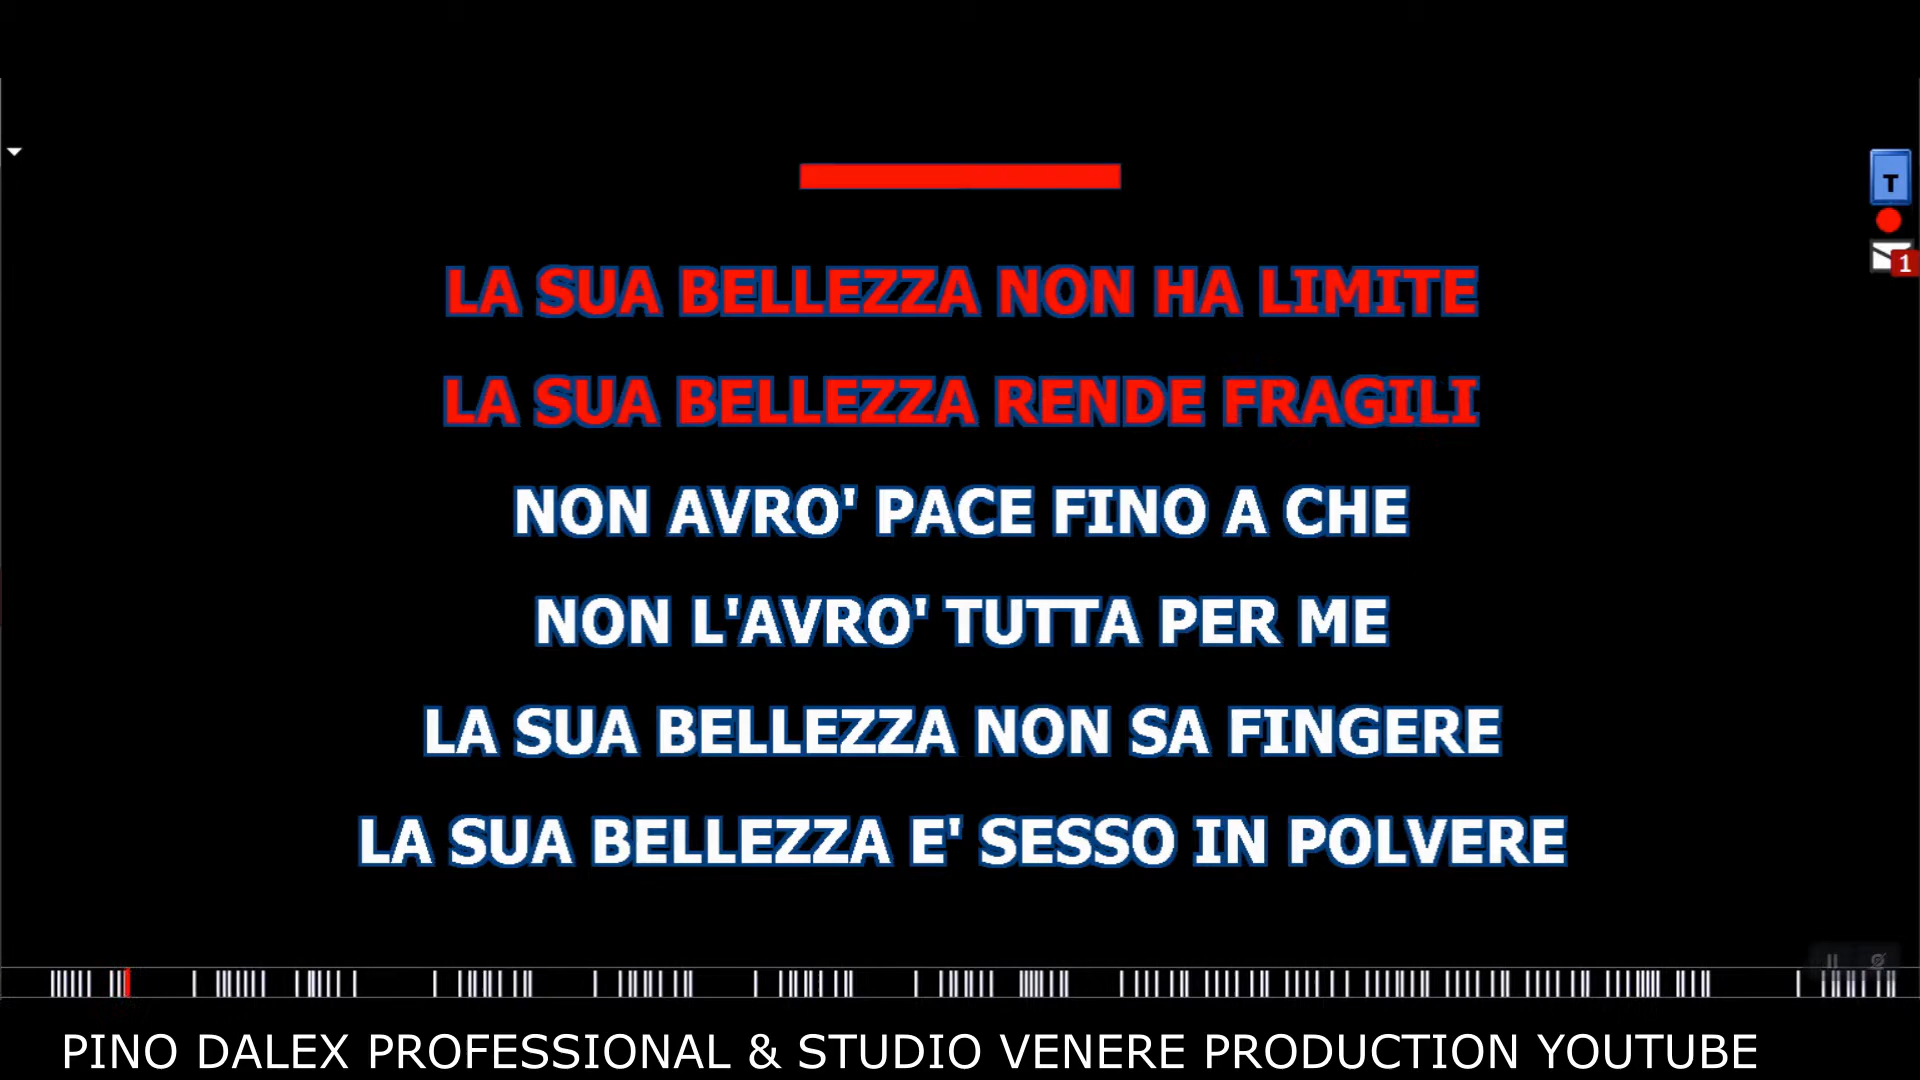 T
1
LA SUA BELLEZZA NON HA LIMITE
LA SUA BELLEZZA RENDE FRAGILI
NON AVRO' PACE FINO A CHE
NON L'AVRO' TUTTA PER ME
LA SUA BELLEZZA NON SA FINGERE
LA SUA BELLEZZA E' SESSO IN POLVERE
PINO DALEX PROFESSIONAL & STUDIO VENERE PRODUCTION YOUTUBE